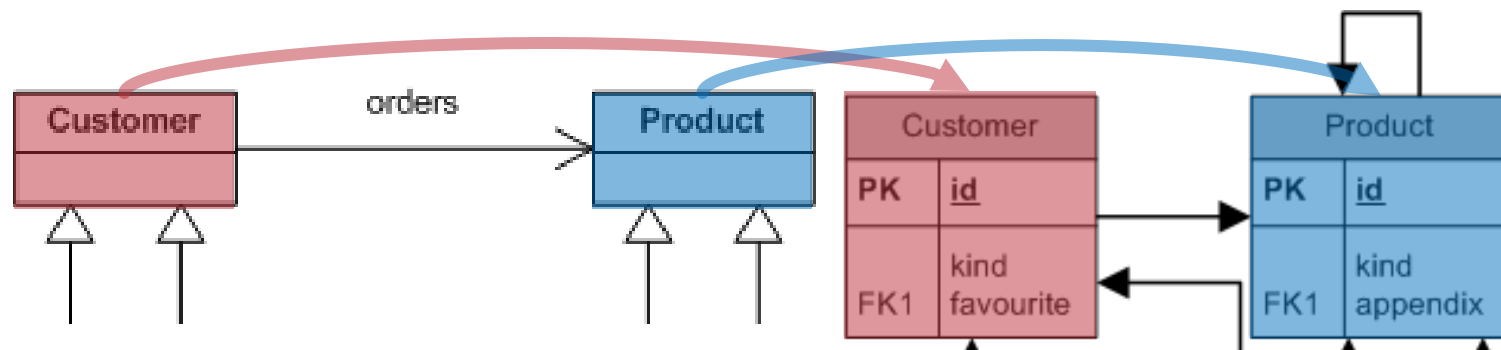 orders
Customer
Product
Customer
PK id
kind
FK1 favourite
Product
PK id
kind
FK1 appendix